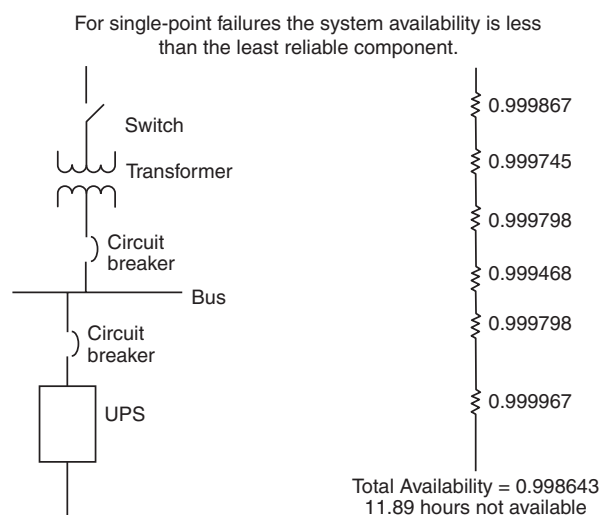 For single-point failures the system availability is less
than the least reliable component.
Switch
Transformer
Circuit
breaker
Bus
Circuit
breaker
UPS
0.999867
0.999745
0.999798
0.999468
0.999798
0.999967
Total Availability = 0.998643
11.89 hours not available